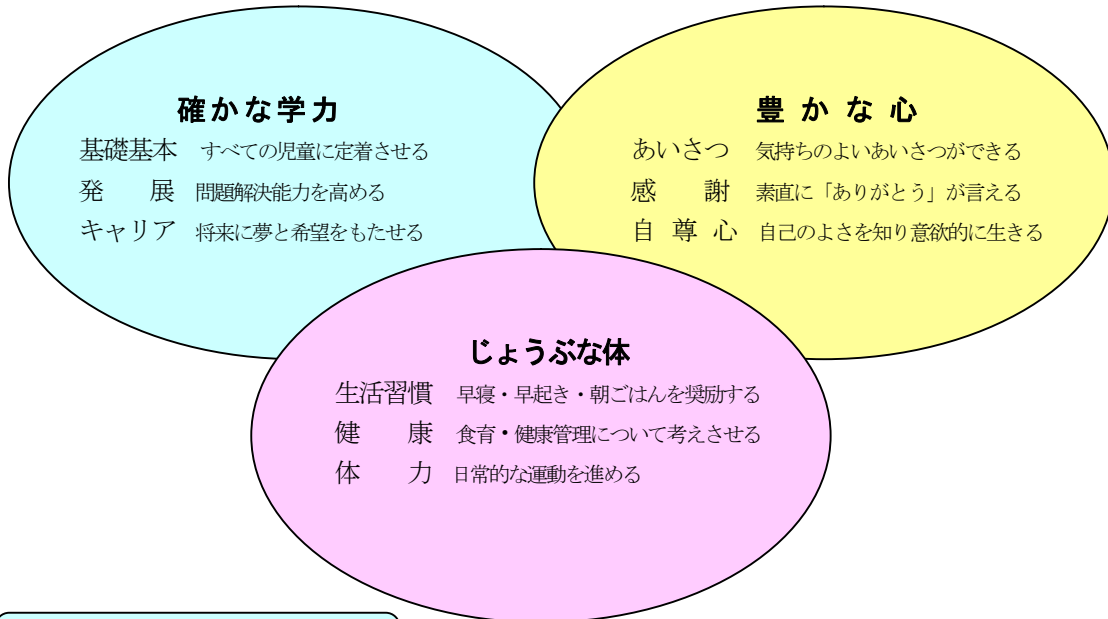 確かな学力
基礎基本 すべての児童に定着させる
発展 問題解決能力を高める
キャリア 将来に夢と希望をもたせる
豊かな心
あいさつ 気持ちのよいあいさつができる
感謝 素直に「ありがとう」が言える
自尊心 自己のよさを知り意欲的に生きる
じょうぶな体
生活習慣 早寝・早起き・朝ごはんを奨励する
健康 食育・健康管理について考えさせる
体力 日常的な運動を進める